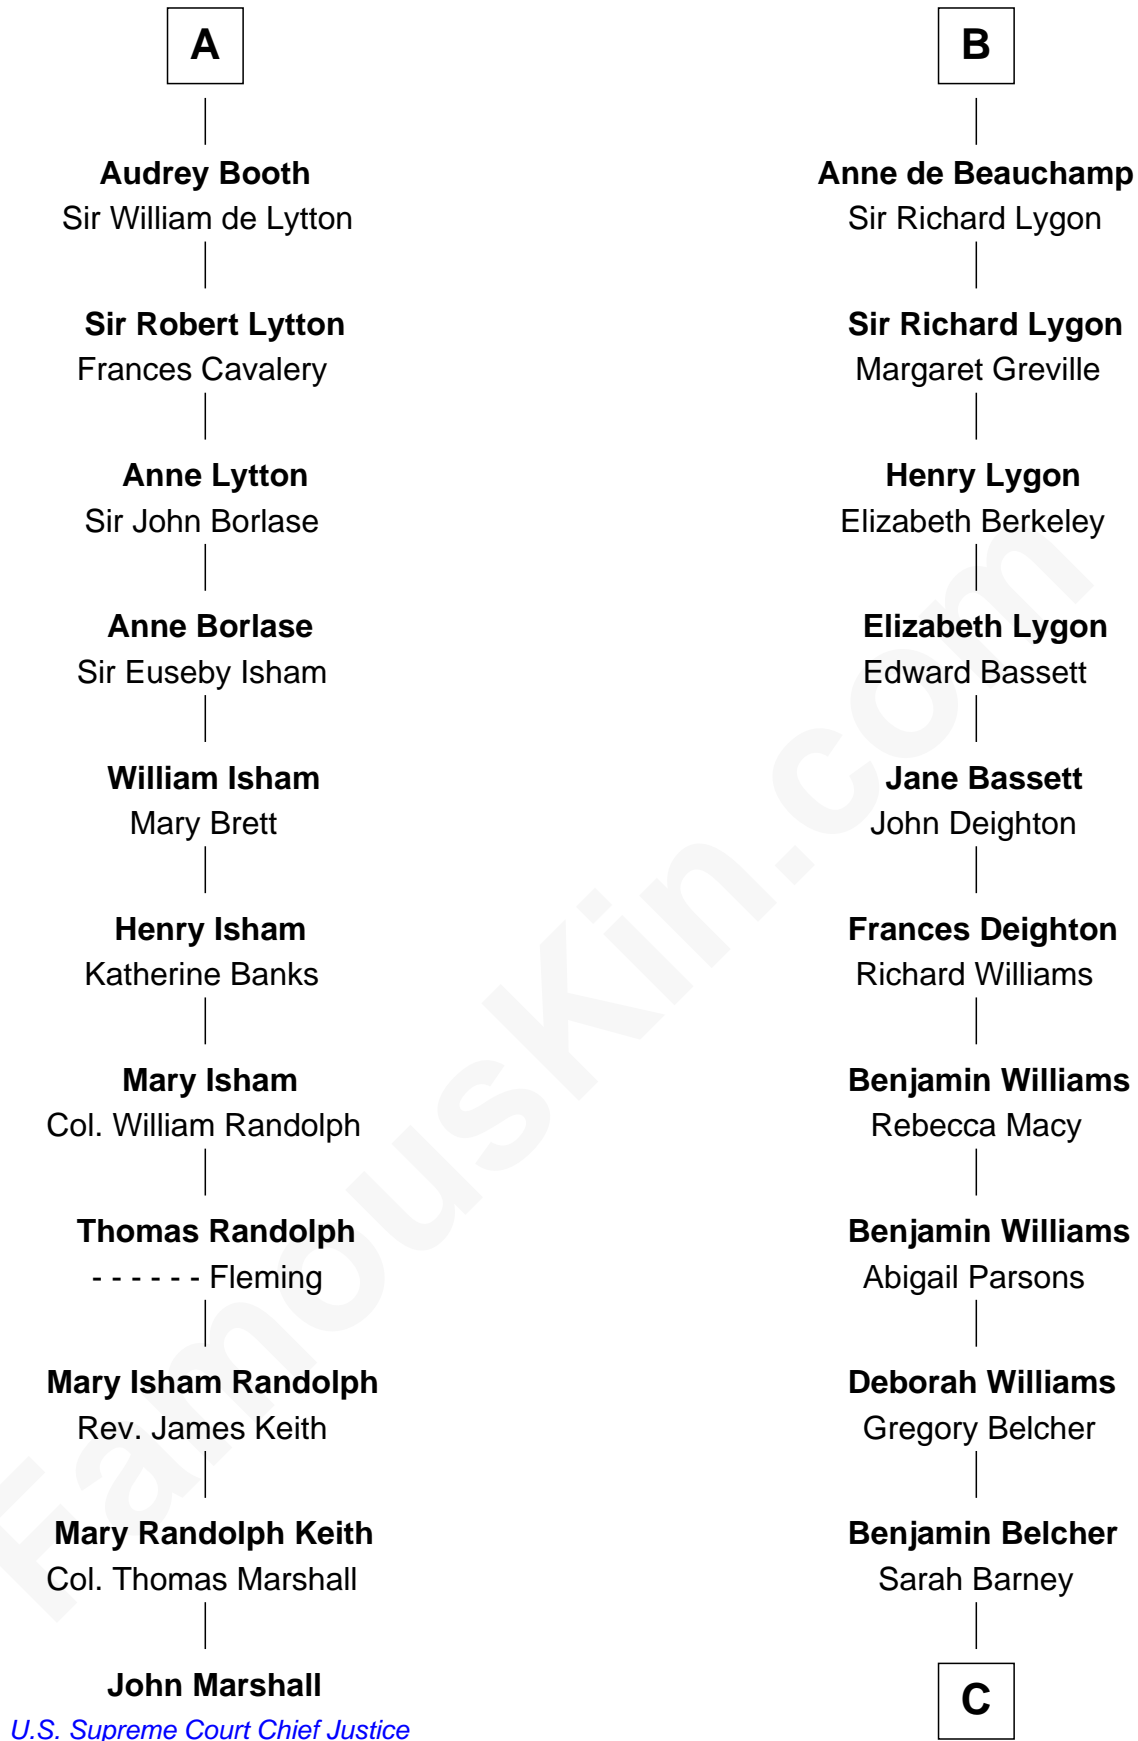 A
Audrey Booth
Sir William de Lytton
Sir Robert Lytton
Frances Cavalery
Anne Lytton
Sir John Borlase
Anne Borlase
Sir Euseby Isham
William Isham
Mary Brett
Henry Isham
Katherine Banks
Mary Isham
Col. William Randolph
Thomas Randolph
- - - - - - Fleming
Mary Isham Randolph
Rev. James Keith
Mary Randolph Keith
Col. Thomas Marshall
John Marshall
U.S. Supreme Court Chief Justice
B
Anne de Beauchamp
Sir Richard Lygon
Sir Richard Lygon
Margaret Greville
Henry Lygon
Elizabeth Berkeley
Elizabeth Lygon
Edward Bassett
Jane Bassett
John Deighton
Frances Deighton
Richard Williams
Benjamin Williams
Rebecca Macy
Benjamin Williams
Abigail Parsons
Deborah Williams
Gregory Belcher
Benjamin Belcher
Sarah Barney
C
FamousKin.com